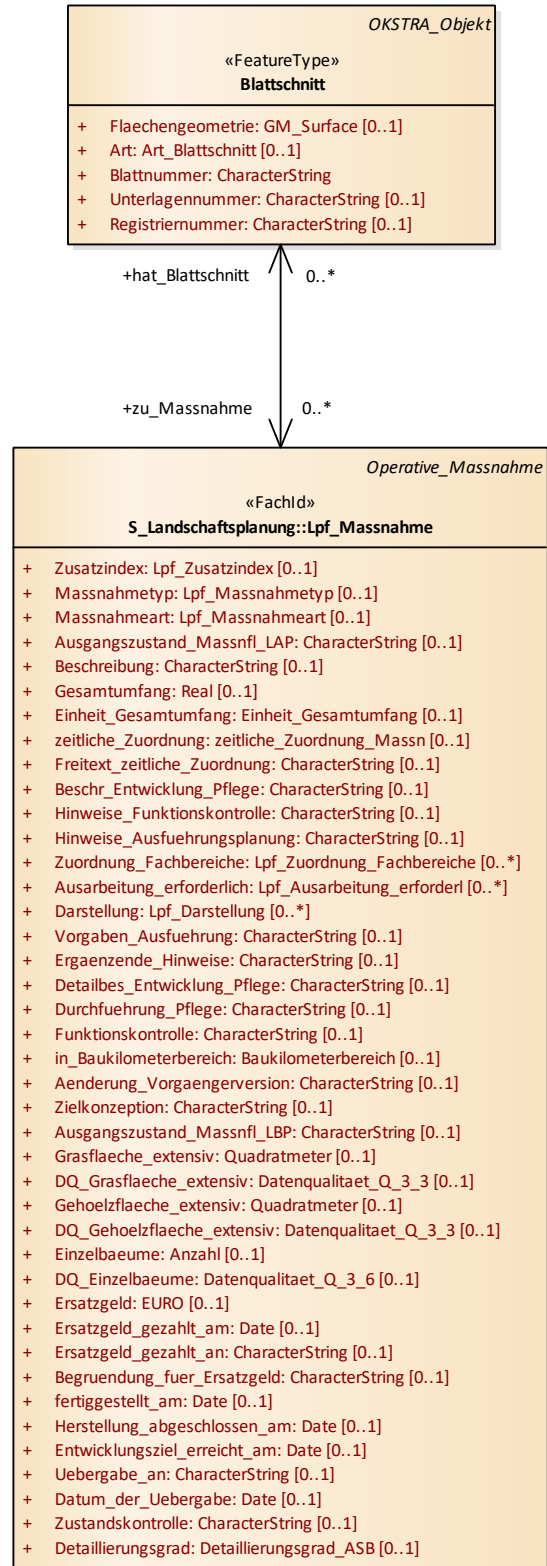 OKSTRA_Objekt
«FeatureType»
Blattschnitt
+ Flaechengeometrie: GM_Surface [0..1]
+ Art: Art_Blattschnitt [0..1]
+ Blattnummer: CharacterString
+ Unterlagennummer: CharacterString [0..1]
+ Registriernummer: CharacterString [0..1]
+hat_Blattschnitt 0..*
+zu_Massnahme 0..*
Operative_Massnahme
«FachId»
S_Landschaftsplanung::Lpf_Massnahme
+ Zusatzindex: Lpf_Zusatzindex [0..1]
+ Massnahmetyp: Lpf_Massnahmetyp [0..1]
+ Massnahmeart: Lpf_Massnahmeart [0..1]
+ Ausgangszustand_Massnfl_LAP: CharacterString [0..1]
+ Beschreibung: CharacterString [0..1]
+ Gesamtumfang: Real [0..1]
+ Einheit_Gesamtumfang: Einheit_Gesamtumfang [0..1]
+ zeitliche_Zuordnung: zeitliche_Zuordnung_Massn [0..1]
+ Freitext_zeitliche_Zuordnung: CharacterString [0..1]
+ Beschr_Entwicklung_Pflege: CharacterString [0..1]
+ Hinweise_Funktionskontrolle: CharacterString [0..1]
+ Hinweise_Ausfuehrungsplanung: CharacterString [0..1]
+ Zuordnung_Fachbereiche: Lpf_Zuordnung_Fachbereiche [0..*]
+ Ausarbeitung_erforderlich: Lpf_Ausarbeitung_erforderl [0..*]
+ Darstellung: Lpf_Darstellung [0..*]
+ Vorgaben_Ausfuehrung: CharacterString [0..1]
+ Ergaenzende_Hinweise: CharacterString [0..1]
+ Detailbes_Entwicklung_Pflege: CharacterString [0..1]
+ Durchfuehrung_Pflege: CharacterString [0..1]
+ Funktionskontrolle: CharacterString [0..1]
+ in_Baukilometerbereich: Baukilometerbereich [0..1]
+ Aenderung_Vorgaengerversion: CharacterString [0..1]
+ Zielkonzeption: CharacterString [0..1]
+ Ausgangszustand_Massnfl_LBP: CharacterString [0..1]
+ Grasflaeche_extensiv: Quadratmeter [0..1]
+ DQ_Grasflaeche_extensiv: Datenqualitaet_Q_3_3 [0..1]
+ Gehoelzflaeche_extensiv: Quadratmeter [0..1]
+ DQ_Gehoelzflaeche_extensiv: Datenqualitaet_Q_3_3 [0..1]
+ Einzelbaeume: Anzahl [0..1]
+ DQ_Einzelbaeume: Datenqualitaet_Q_3_6 [0..1]
+ Ersatzgeld: EURO [0..1]
+ Ersatzgeld_gezahlt_am: Date [0..1]
+ Ersatzgeld_gezahlt_an: CharacterString [0..1]
+ Begruendung_fuer_Ersatzgeld: CharacterString [0..1]
+ fertiggestellt_am: Date [0..1]
+ Herstellung_abgeschlossen_am: Date [0..1]
+ Entwicklungsziel_erreicht_am: Date [0..1]
+ Uebergabe_an: CharacterString [0..1]
+ Datum_der_Uebergabe: Date [0..1]
+ Zustandskontrolle: CharacterString [0..1]
+ Detaillierungsgrad: Detaillierungsgrad_ASB [0..1]